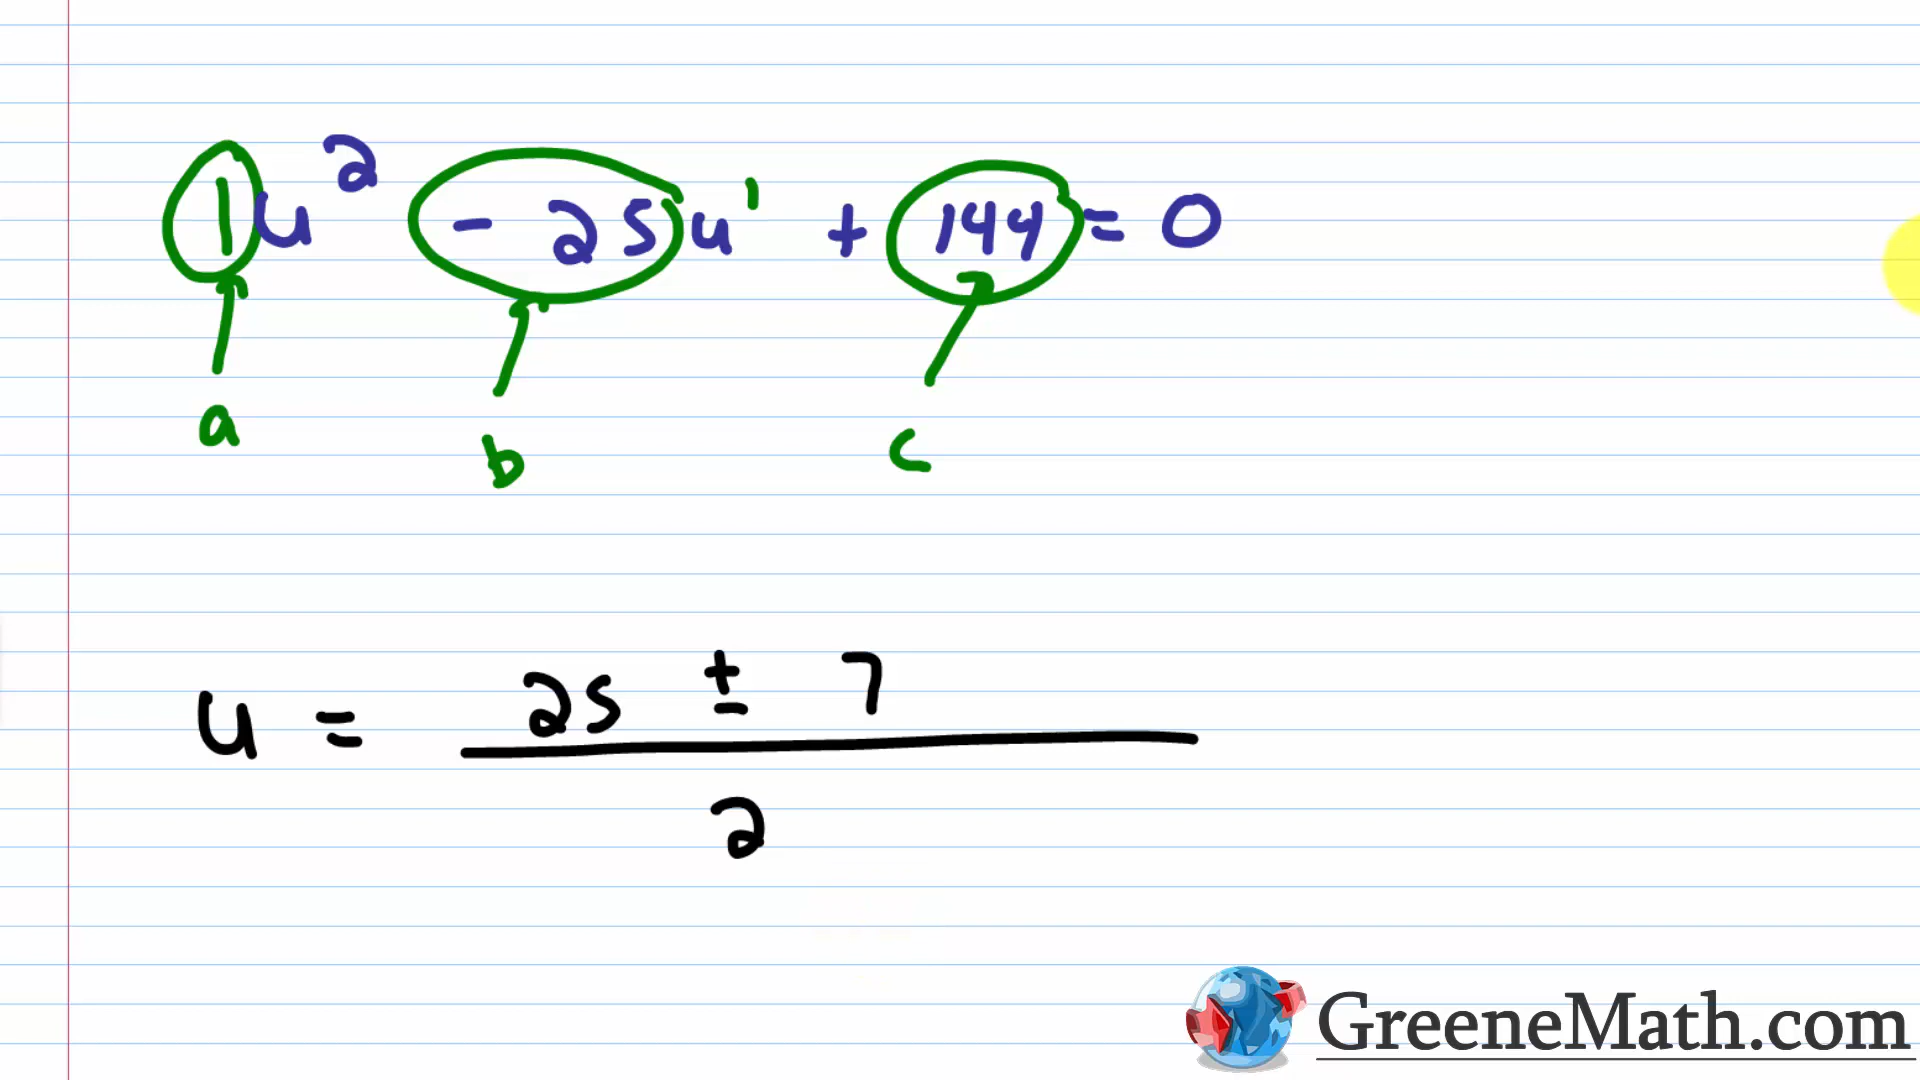 1u² - 25u¹ + 144 = 0
a b c
u = 25 ± 7
2
GreeneMath.com